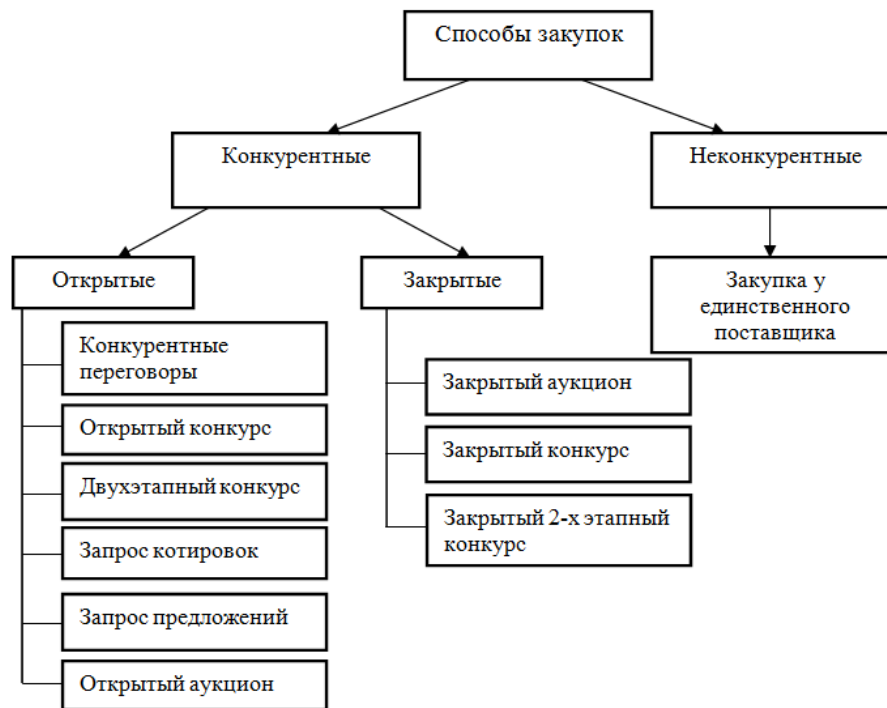 Способы закупок
Конкурентные
Неконкурентные
Открытые
Закрытые
Закупка у
единственного
поставщика
Конкурентные
переговоры
Открытый конкурс
Двухэтапный конкурс
Запрос котировок
Запрос предложений
Открытый аукцион
Закрытый аукцион
Закрытый конкурс
Закрытый 2-х этапный
конкурс